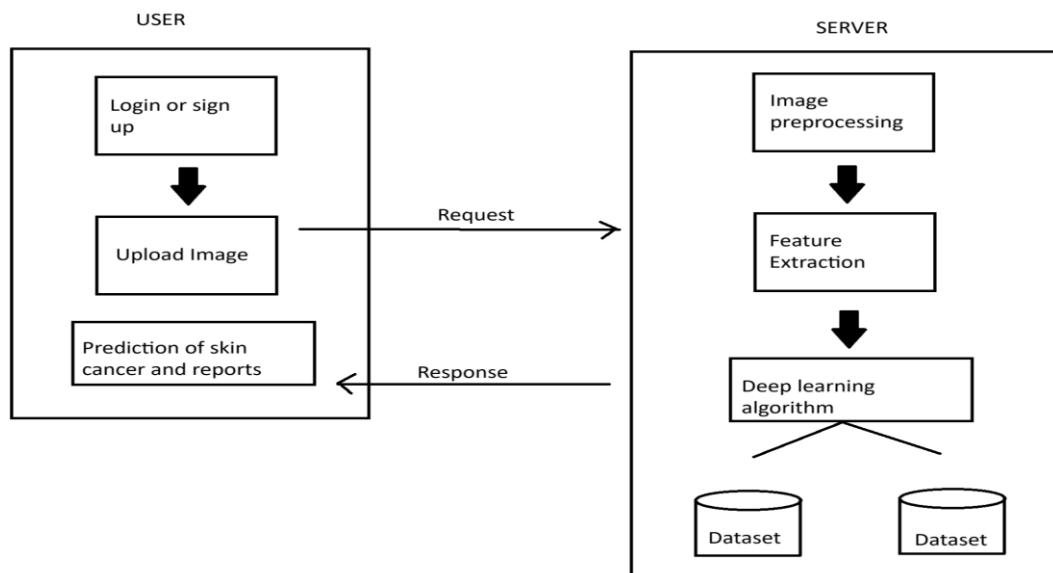 USER
Login or sign
up
Upload Image
Prediction of skin
cancer and reports
Request
Response
SERVER
Image
preprocessing
Feature
Extraction
Deep learning
algorithm
Dataset
Dataset